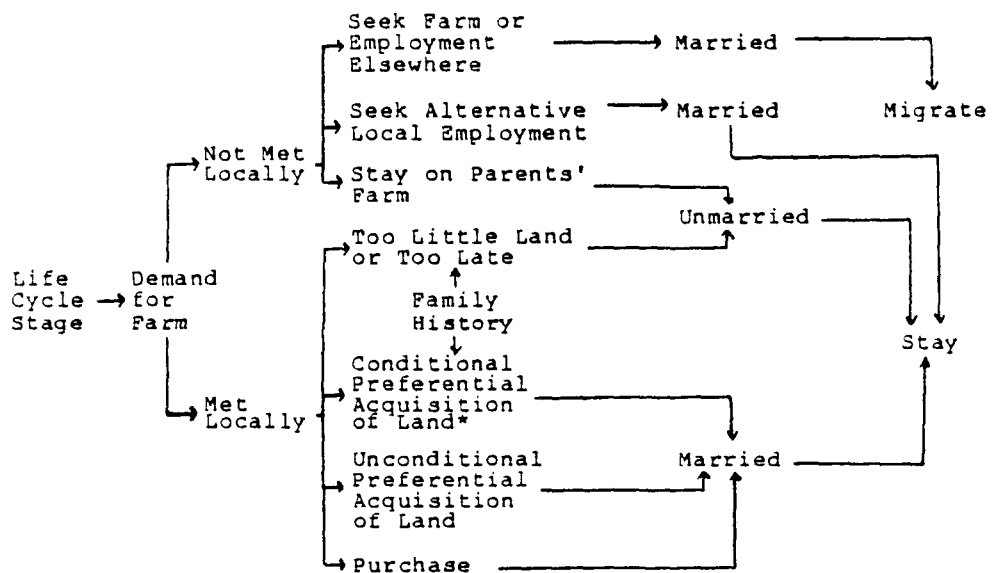 Seek Farm or
Employment
Elsewhere
Married
Seek Alternative
Local Employment
Married
Migrate
Not Met
Locally
Stay on Parents'
Farm
Unmarried
Too Little Land
or Too Late
Life
Cycle
Stage
Demand
for
Farm
Family
History
Stay
Conditional
Preferential
Acquisition
of Land*
Met
Locally
Unconditional
Preferential
Acquisition
of Land
Married
Purchase